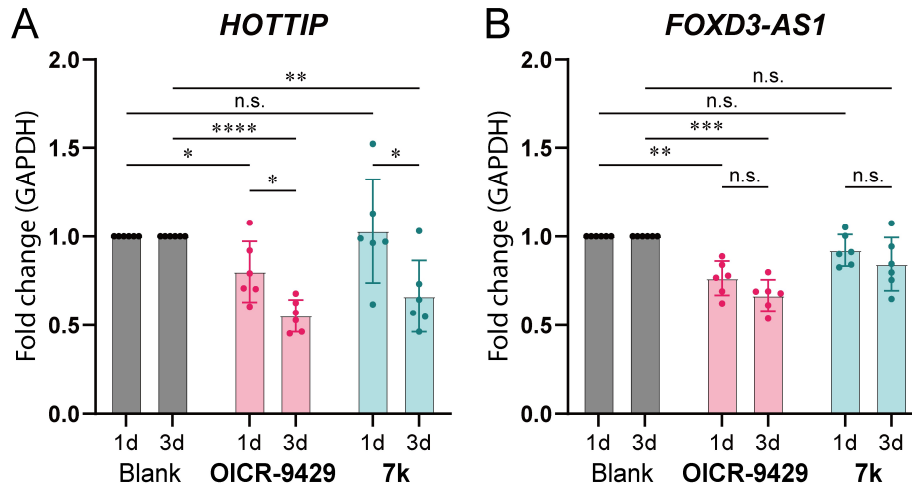 A HOTTIP
2.0
1.5
1.0
0.5
0.0
Fold change (GAPDH)
**
n.s.
****
*
*
*
1d 3d 1d 3d 1d 3d
Blank OICR-9429 7k
B FOXD3-AS1
2.0
1.5
1.0
0.5
0.0
Fold change (GAPDH)
n.s.
n.s.
***
**
n.s. n.s.
1d 3d 1d 3d 1d 3d
Blank OICR-9429 7k